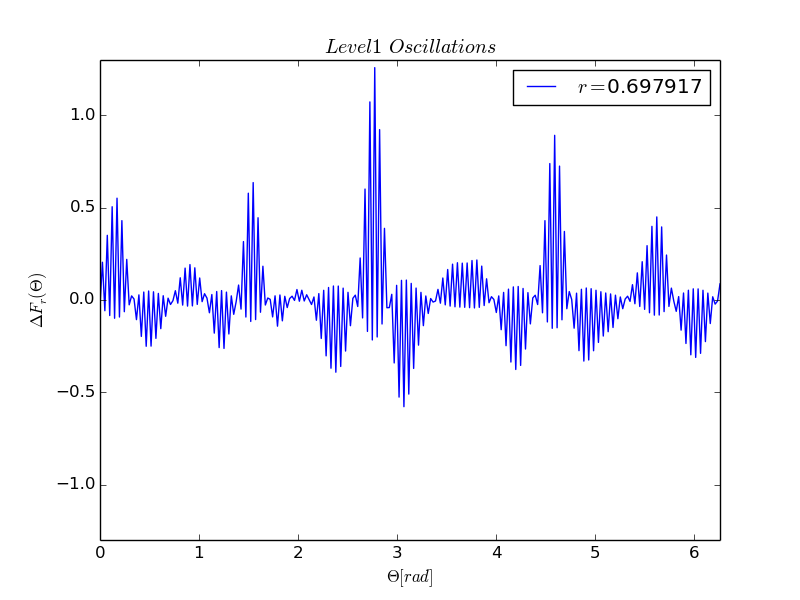 Level1 Oscillations
r=0.697917
1.0
0.5
0.0
−0.5
−1.0
ΔF_r(Θ)
0 1 2 3 4 5 6
Θ[rad]